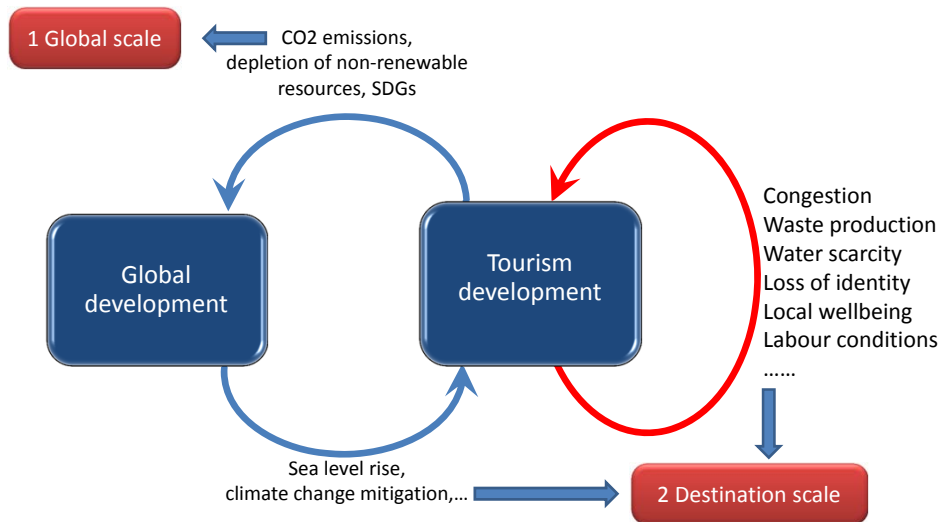 1 Global scale
CO2 emissions,
depletion of non-renewable
resources, SDGs
Global
development
Tourism
development
Congestion
Waste production
Water scarcity
Loss of identity
Local wellbeing
Labour conditions
……
Sea level rise,
climate change mitigation,…
2 Destination scale